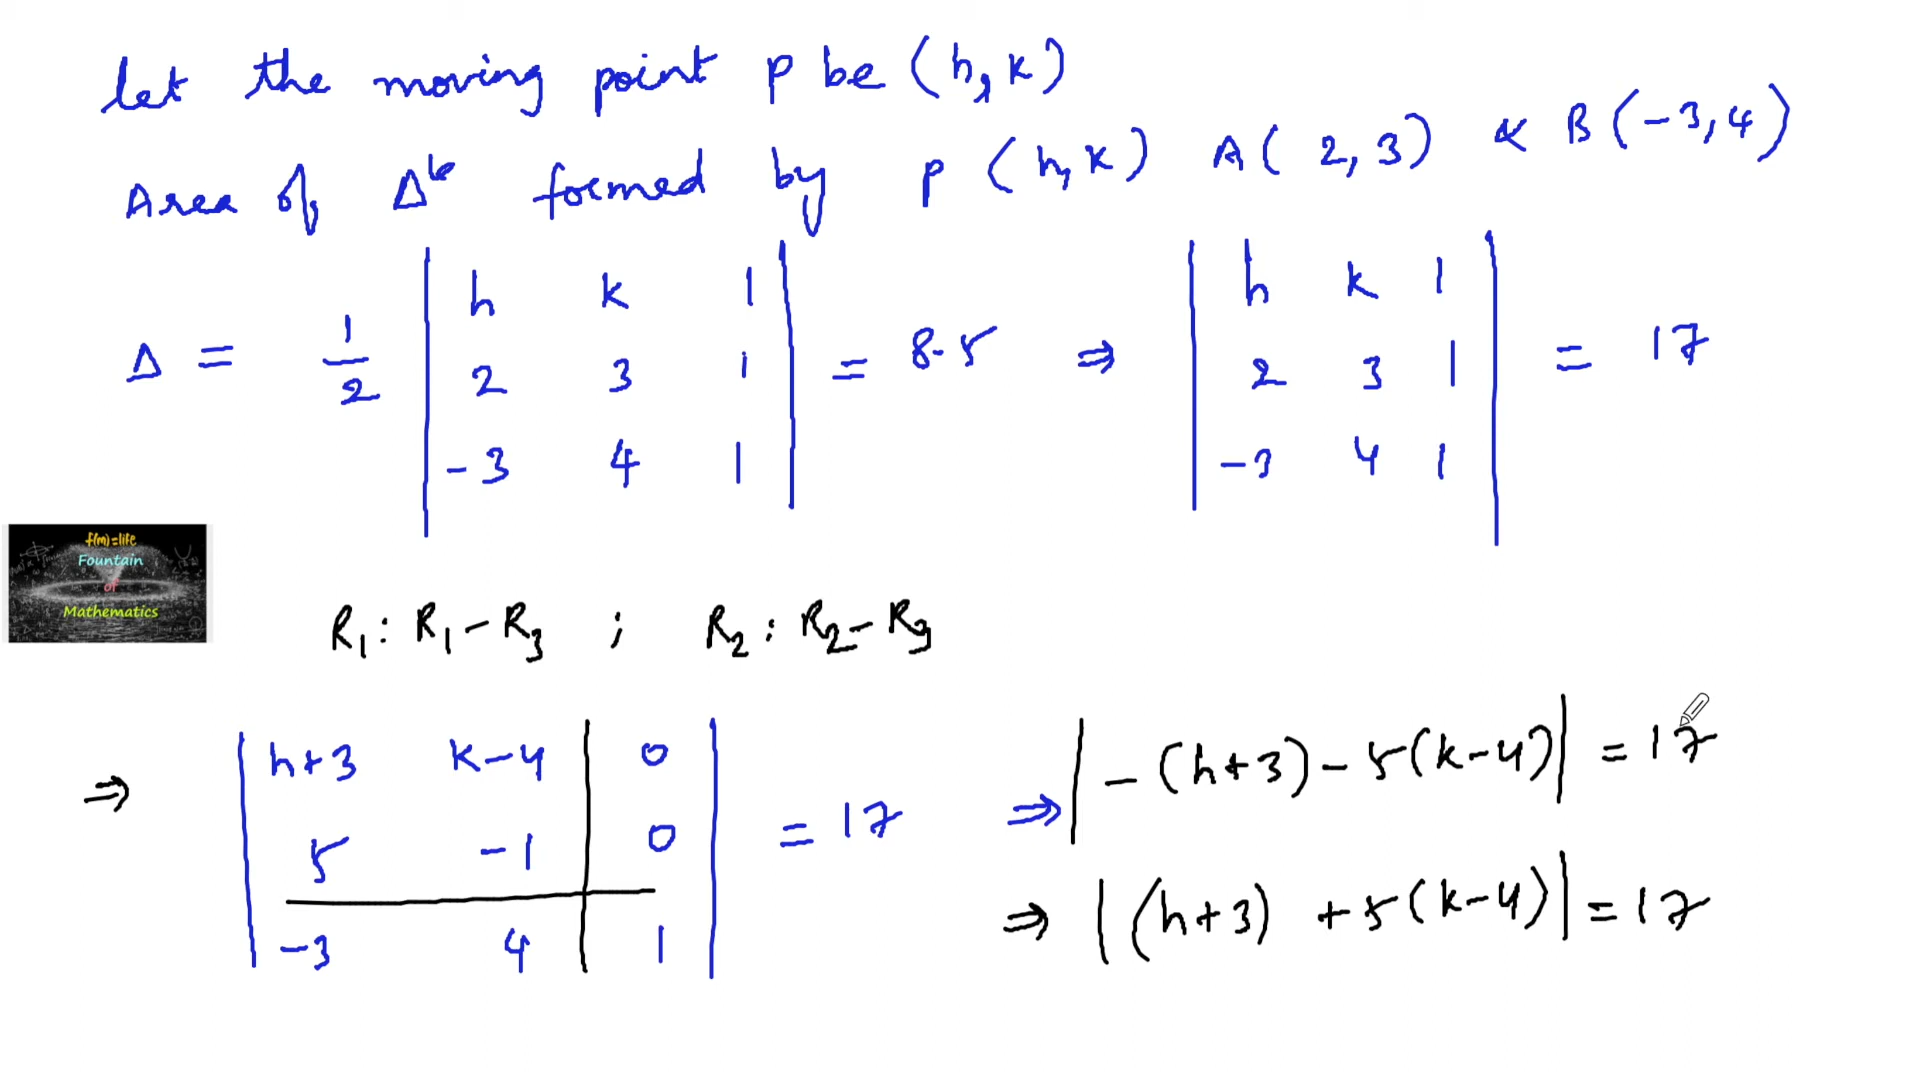 let the moving point P be (h, k)
Area of Δle formed by P (h, k) A( 2, 3) & B (-3, 4)
Δ = 1/2 | h k 1 | = 8.5 ⇒ | h k 1 | = 17
2 3 1 2 3 1
-3 4 1 -3 4 1
f(m)=life
Fountain
of
Mathematics
R₁ : R₁ - R₃ ; R₂ : R₂ - R₃
⇒ | h+3 k-4 0 | = 17 ⇒ | -(h+3) - 5(k-4) | = 17
5 -1 0
-3 4 1 ⇒ | (h+3) + 5(k-4) | = 17